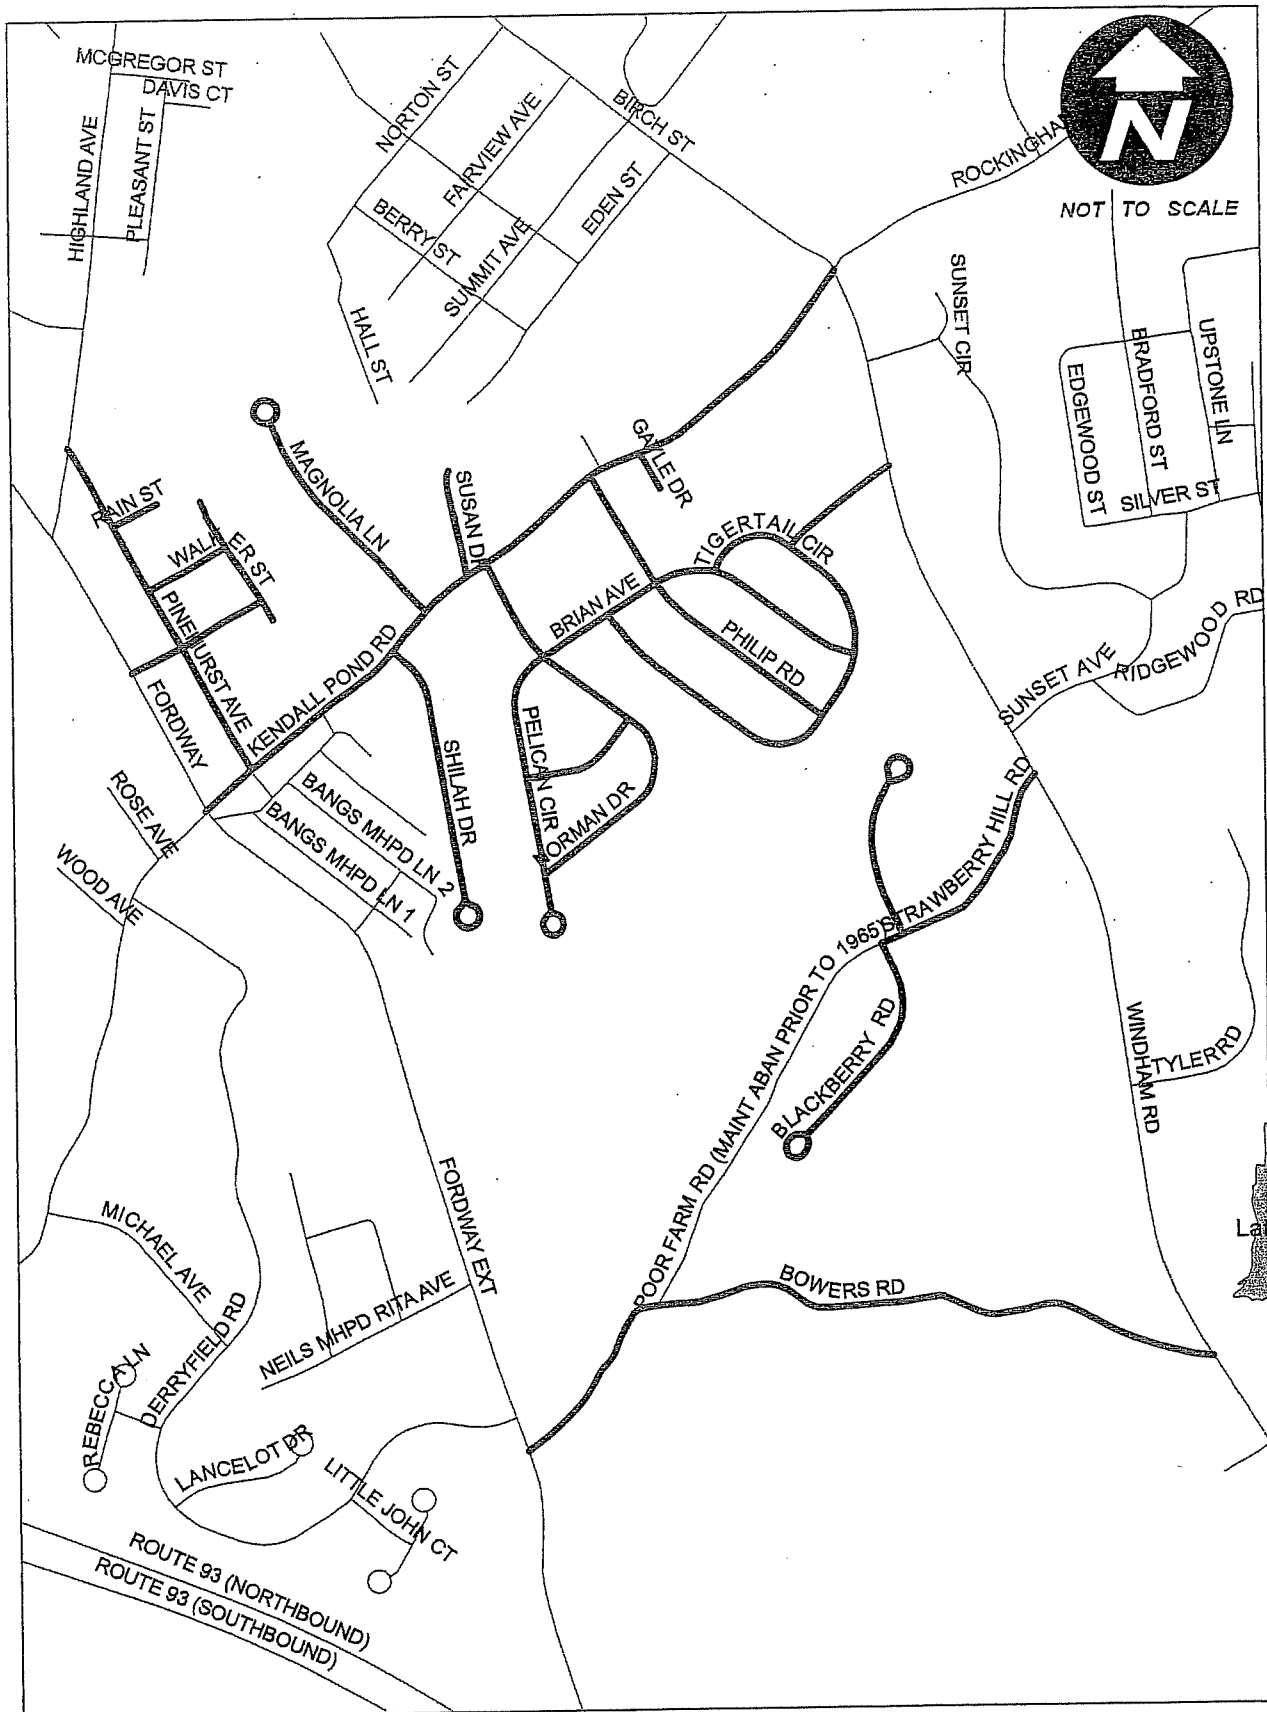 MCGREGOR ST
DAVIS CT
HIGHLAND AVE
PLEASANT ST
NORTON ST
FAIRVIEW AVE
BIRCH ST
BERRY ST
SUMMIT AVE
EDEN ST
HALL ST
ROCKINGHAM
N
NOT TO SCALE
SUNSET CIR
EDGEWOOD ST
BRADFORD ST
UPSTONE LN
SILVER ST
MAGNOLIA LN
SUSAN DR
GAYLE DR
WALKER ST
TIGERTAIL CIR
BRIAN AVE
PHILIP RD
PINEHURST AVE
KENDALL POND RD
FORDWAY
SUNSET AVE
RIDGEWOOD RD
PELICAN CIR
SHILAH DR
NORMAN DR
ROSE AVE
WOOD AVE
BANGS MHPD LN 2
BANGS MHPD LN 1
STRAWBERRY HILL RD
POOR FARM RD (MAINT ABAN PRIOR TO 1965)
BLACKBERRY RD
WINDHAM RD
TYLER RD
FORDWAY EXT
MICHAEL AVE
DERRYFIELD RD
NEILS MHPD RITA AVE
BOWERS RD
REBECCA LN
LANCELOT DR
LITTLE JOHN CT
ROUTE 93 (NORTHBOUND)
ROUTE 93 (SOUTHBOUND)